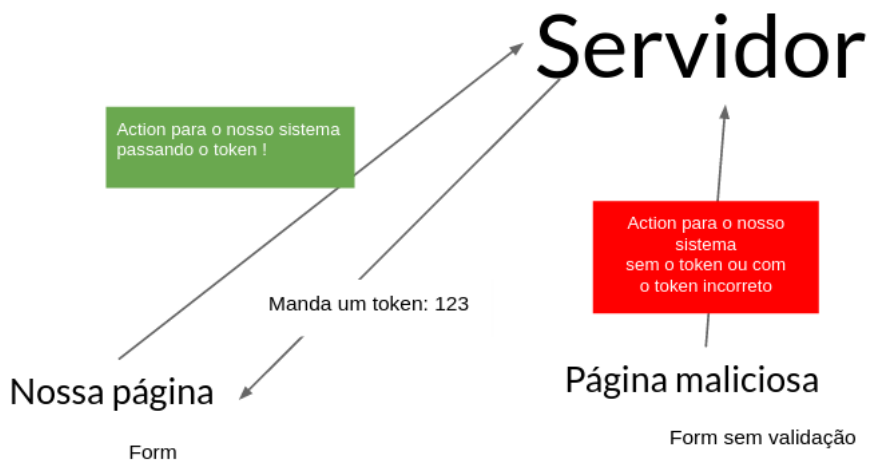 Servidor
Action para o nosso sistema
passando o token !
Action para o nosso
sistema
sem o token ou com
o token incorreto
Manda um token: 123
Nossa página
Página maliciosa
Form
Form sem validação